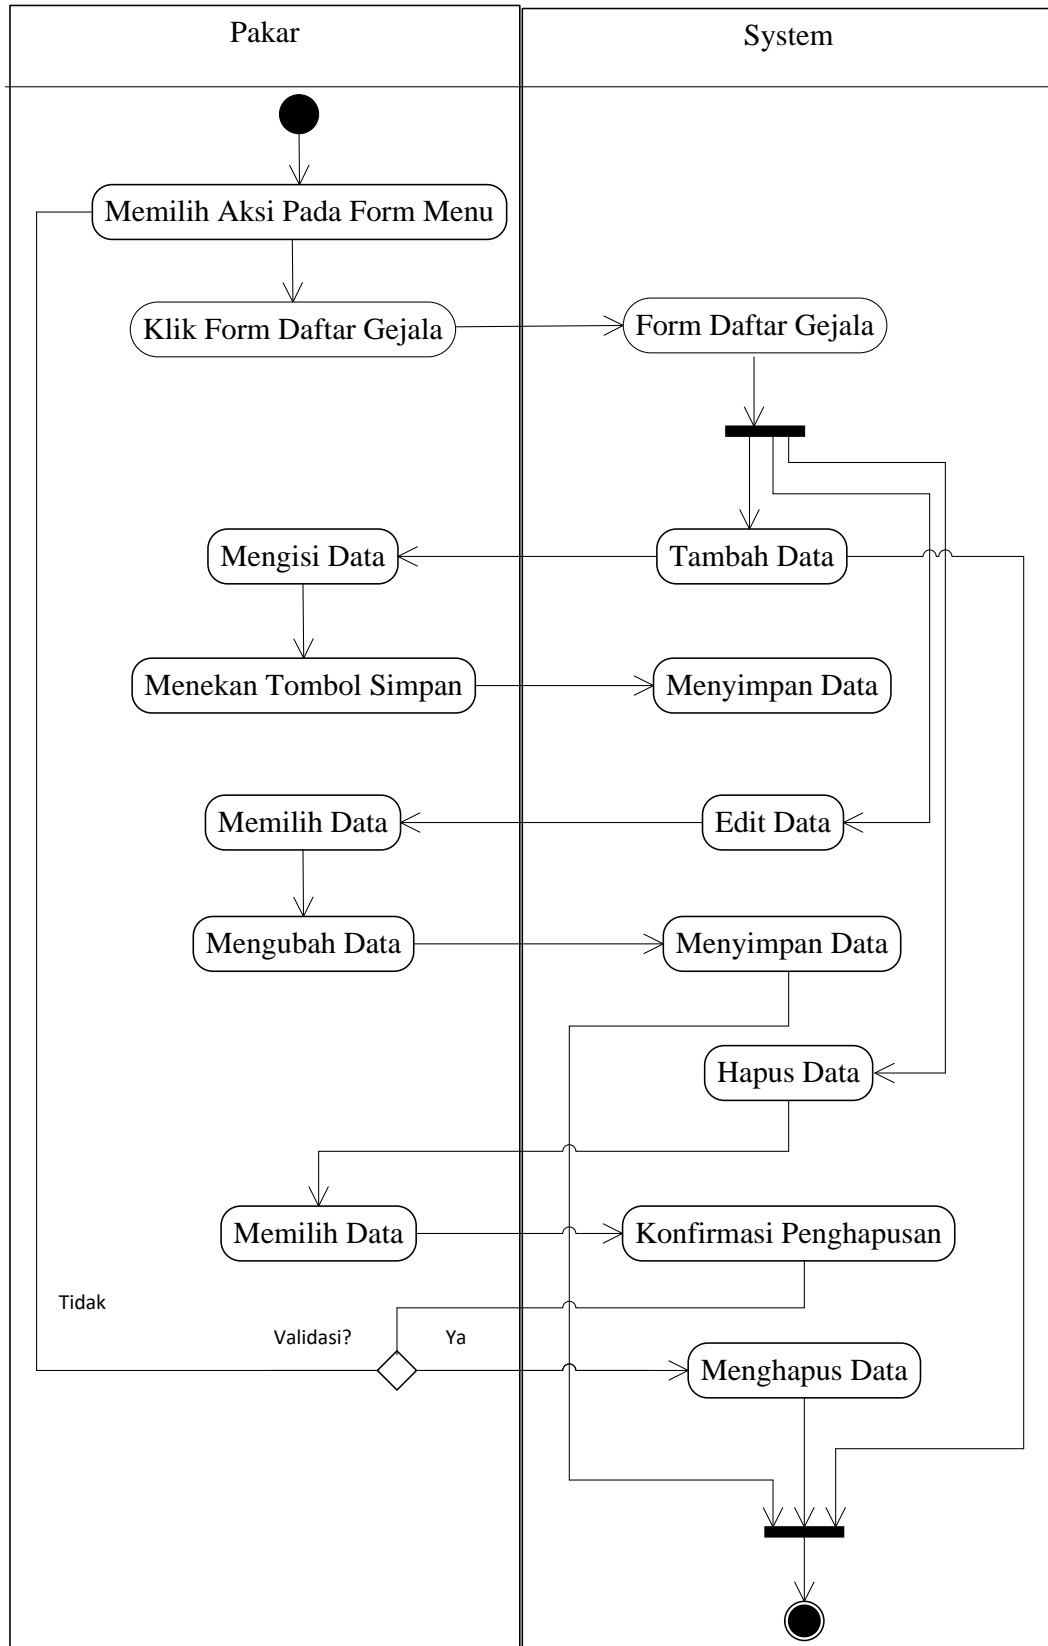 Pakar
System
Memilih Aksi Pada Form Menu
Klik Form Daftar Gejala
Form Daftar Gejala
Mengisi Data
Tambah Data
Menekan Tombol Simpan
Menyimpan Data
Memilih Data
Edit Data
Mengubah Data
Menyimpan Data
Hapus Data
Memilih Data
Konfirmasi Penghapusan
Tidak
Validasi?
Ya
Menghapus Data